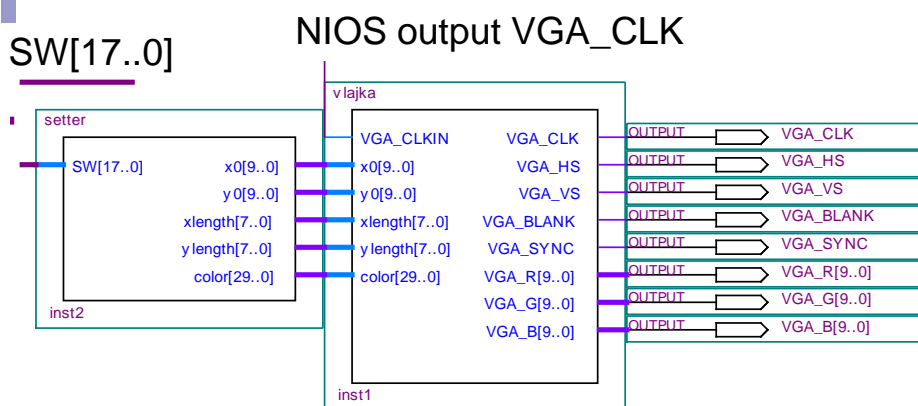 NIOS output VGA_CLK
SW[17..0]
setter
SW[17..0]
x0[9..0]
y0[9..0]
xlength[7..0]
ylength[7..0]
color[29..0]
inst2
vlajka
VGA_CLKIN
x0[9..0]
y0[9..0]
xlength[7..0]
ylength[7..0]
color[29..0]
VGA_CLK
VGA_HS
VGA_VS
VGA_BLANK
VGA_SYNC
VGA_R[9..0]
VGA_G[9..0]
VGA_B[9..0]
inst1
OUTPUT VGA_CLK
OUTPUT VGA_HS
OUTPUT VGA_VS
OUTPUT VGA_BLANK
OUTPUT VGA_SYNC
OUTPUT VGA_R[9..0]
OUTPUT VGA_G[9..0]
OUTPUT VGA_B[9..0]